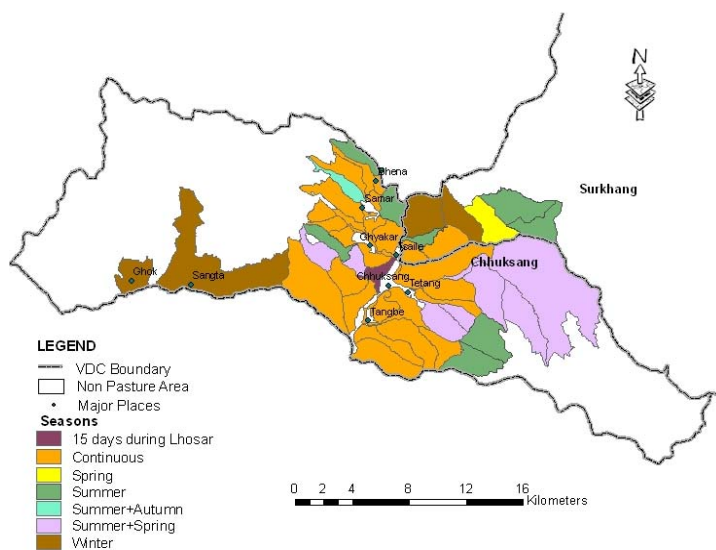 N
Bhena
Samar
Surkhang
Ghyakar
Chhuksang
Ghok
Sangta
Chhuksang
Tetang
Tangbe
LEGEND
VDC Boundary
Non Pasture Area
Major Places
Seasons
15 days during Lhosar
Continuous
Spring
Summer
Summer+Autumn
Summer+Spring
Winter
0 2 4 8 12 16
Kilometers